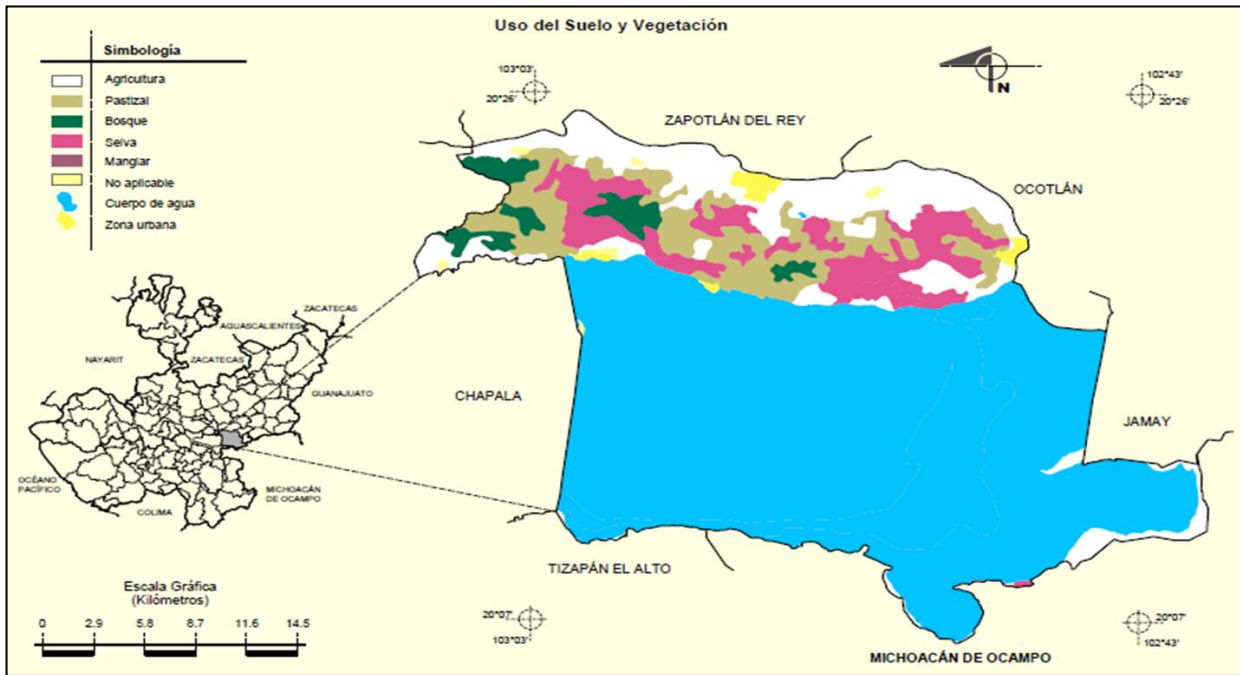 Uso del Suelo y Vegetación
Simbología
Agricultura
Pastizal
Bosque
Selva
Manglar
No aplicable
Cuerpo de agua
Zona urbana
103°03'
20°26'
N
102°43'
20°26'
ZAPOTLÁN DEL REY
OCOTLÁN
ZACATECAS
AGUASCALIENTES
NAYARIT
ZACATECAS
GUANAJUATO
CHAPALA
JAMAY
OCÉANO
PACÍFICO
MICHOACÁN
DE OCAMPO
COLIMA
TIZAPÁN EL ALTO
Escala Gráfica
(Kilómetros)
0 2.9 5.8 8.7 11.6 14.5
20°07'
103°03'
20°07'
102°43'
MICHOACÁN DE OCAMPO